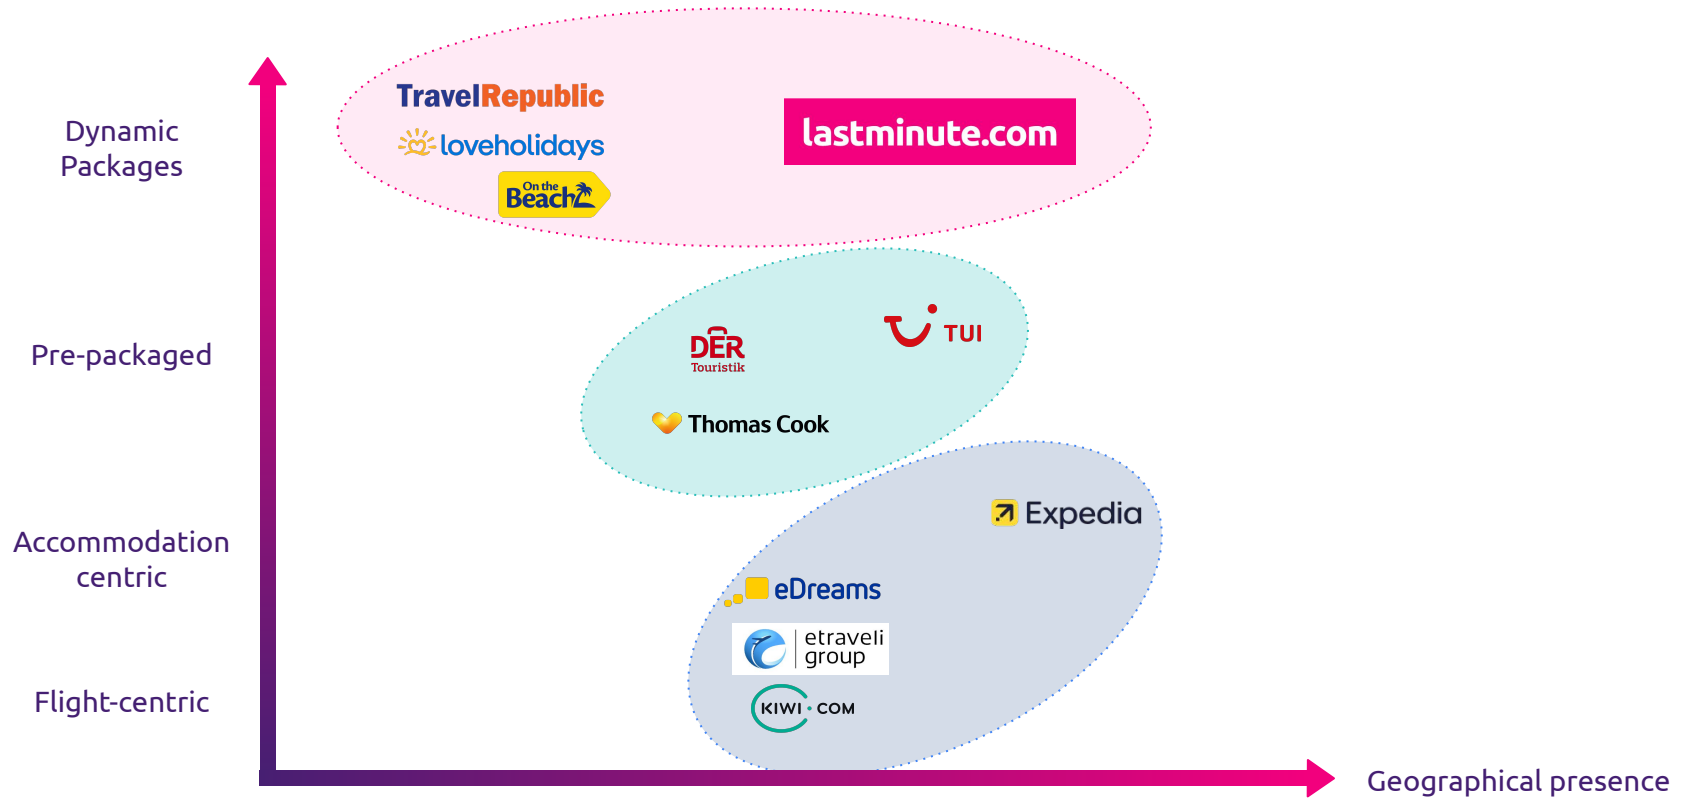 Dynamic
Packages
TravelRepublic
loveholidays
On the
Beach
lastminute.com
Pre-packaged
DER
Touristik
TUI
Thomas Cook
Accommodation
centric
Expedia
eDreams
etraveli
group
Flight-centric
KIWI.COM
Geographical presence